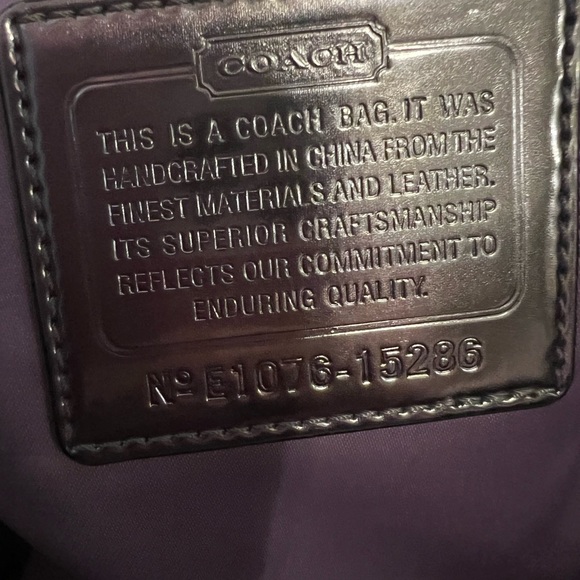 COACH
THIS IS A COACH BAG. IT WAS
HANDCRAFTED IN CHINA FROM THE
FINEST MATERIALS AND LEATHER.
ITS SUPERIOR CRAFTSMANSHIP
REFLECTS OUR COMMITMENT TO
ENDURING QUALITY.
Nº E1076-15286